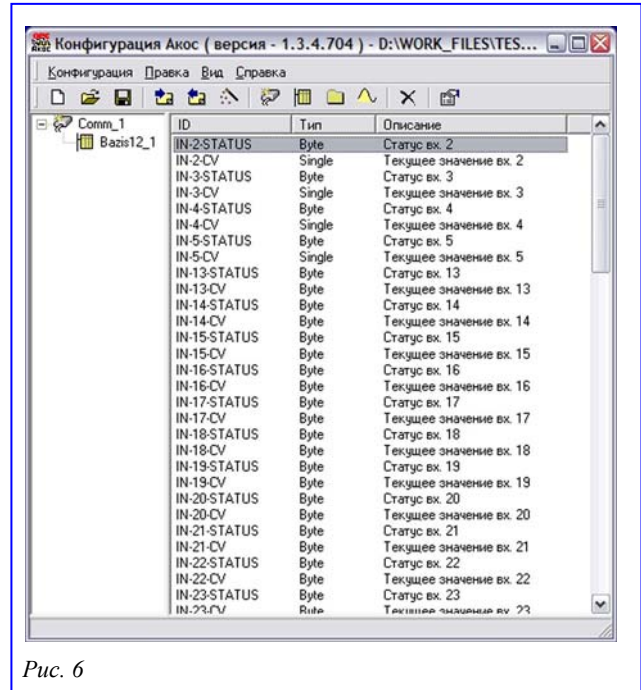 Акос
Конфигурация Акос ( версия - 1.3.4.704 ) - D:\WORK_FILES\TES...
Конфигурация Правка Вид Справка
Comm_1
Bazis12_1
ID Тип Описание
IN-2-STATUS Byte Статус вх. 2
IN-2-CV Single Текущее значение вх. 2
IN-3-STATUS Byte Статус вх. 3
IN-3-CV Single Текущее значение вх. 3
IN-4-STATUS Byte Статус вх. 4
IN-4-CV Single Текущее значение вх. 4
IN-5-STATUS Byte Статус вх. 5
IN-5-CV Single Текущее значение вх. 5
IN-13-STATUS Byte Статус вх. 13
IN-13-CV Byte Текущее значение вх. 13
IN-14-STATUS Byte Статус вх. 14
IN-14-CV Byte Текущее значение вх. 14
IN-15-STATUS Byte Статус вх. 15
IN-15-CV Byte Текущее значение вх. 15
IN-16-STATUS Byte Статус вх. 16
IN-16-CV Byte Текущее значение вх. 16
IN-17-STATUS Byte Статус вх. 17
IN-17-CV Byte Текущее значение вх. 17
IN-18-STATUS Byte Статус вх. 18
IN-18-CV Byte Текущее значение вх. 18
IN-19-STATUS Byte Статус вх. 19
IN-19-CV Byte Текущее значение вх. 19
IN-20-STATUS Byte Статус вх. 20
IN-20-CV Byte Текущее значение вх. 20
IN-21-STATUS Byte Статус вх. 21
IN-21-CV Byte Текущее значение вх. 21
IN-22-STATUS Byte Статус вх. 22
IN-22-CV Byte Текущее значение вх. 22
IN-23-STATUS Byte Статус вх. 23
IN-23-CV Byte Текущее значение вх. 23
Рис. 6